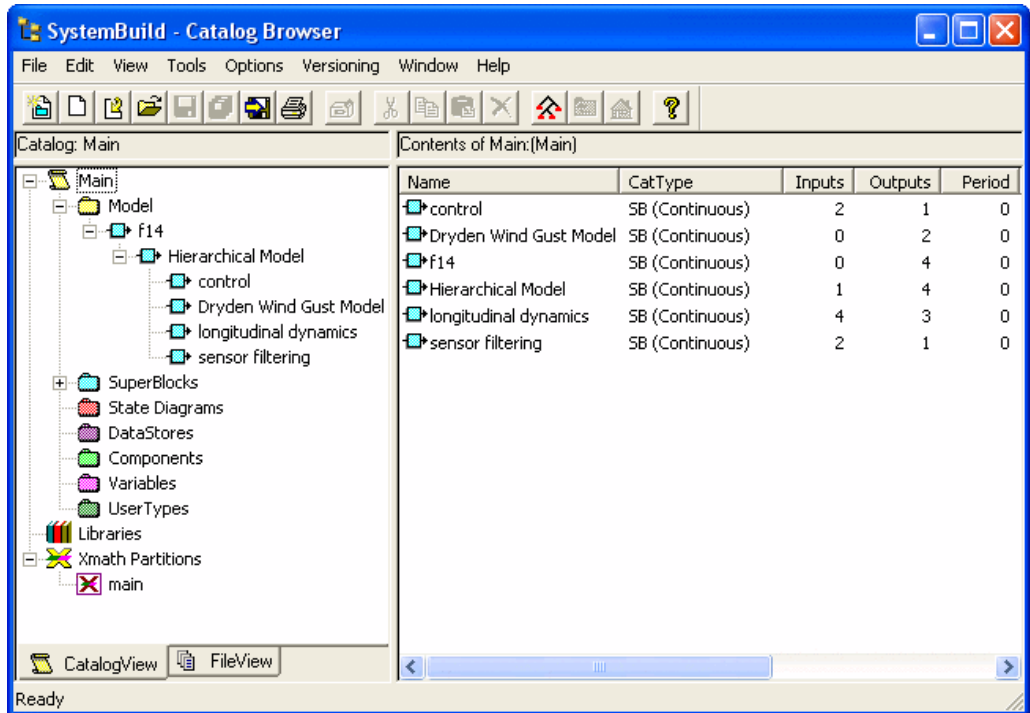 SystemBuild - Catalog Browser
File Edit View Tools Options Versioning Window Help
Catalog: Main
Contents of Main:(Main)
Main
Model
f14
Hierarchical Model
control
Dryden Wind Gust Model
longitudinal dynamics
sensor filtering
SuperBlocks
State Diagrams
DataStores
Components
Variables
UserTypes
Libraries
Xmath Partitions
main
CatalogView FileView
Name CatType Inputs Outputs Period
control SB (Continuous) 2 1 0
Dryden Wind Gust Model SB (Continuous) 0 2 0
f14 SB (Continuous) 0 4 0
Hierarchical Model SB (Continuous) 1 4 0
longitudinal dynamics SB (Continuous) 4 3 0
sensor filtering SB (Continuous) 2 1 0
Ready